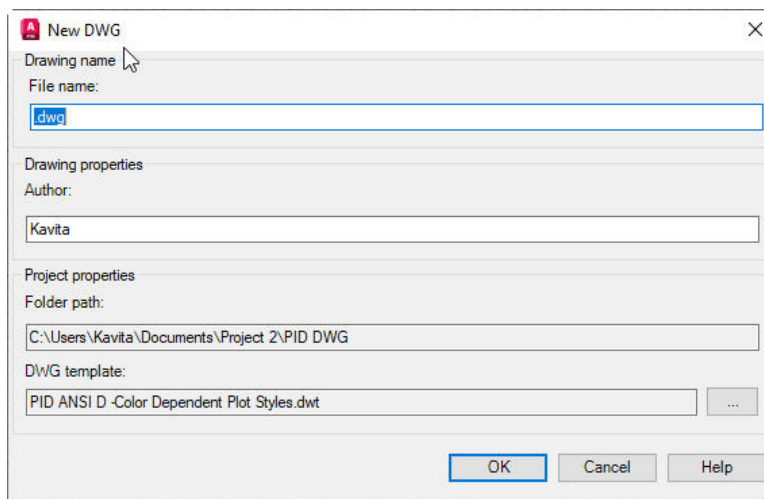 New DWG
Drawing name
File name:
.dwg
Drawing properties
Author:
Kavita
Project properties
Folder path:
C:\Users\Kavita\Documents\Project 2\PID DWG
DWG template:
PID ANSI D -Color Dependent Plot Styles.dwt
...
OK Cancel Help